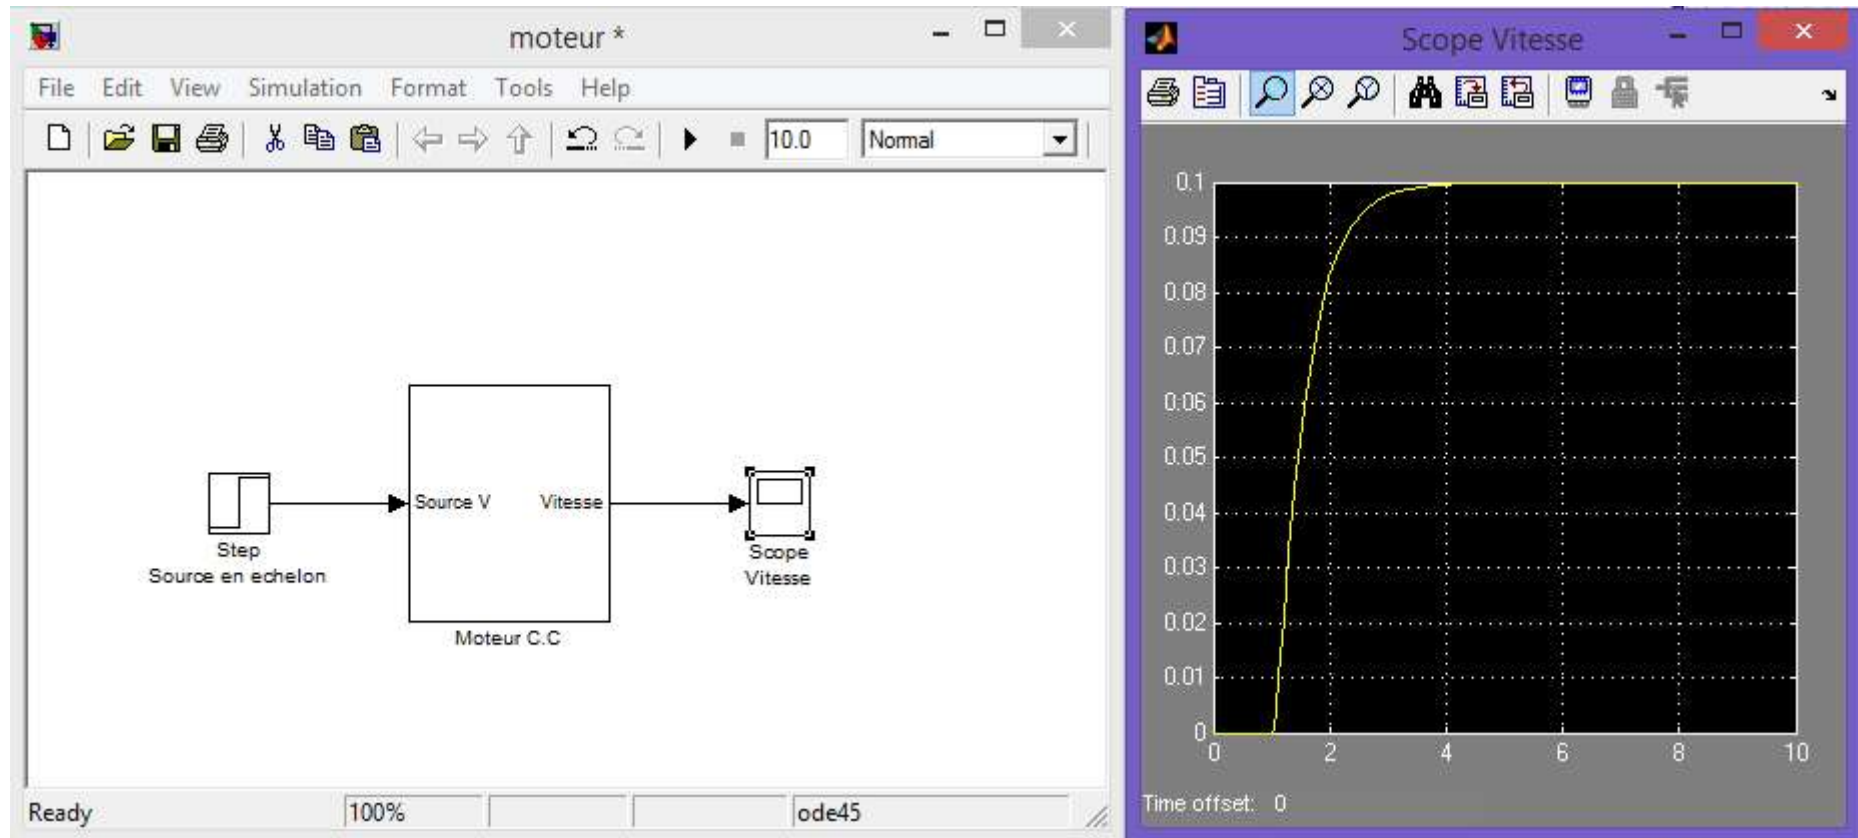 moteur *
File Edit View Simulation Format Tools Help
10.0 Normal
Source V Vitesse
Step
Source en echelon
Moteur C.C
Scope
Vitesse
Ready 100% ode45
Scope Vitesse
0.1
0.09
0.08
0.07
0.06
0.05
0.04
0.03
0.02
0.01
0
0 2 4 6 8 10
Time offset: 0